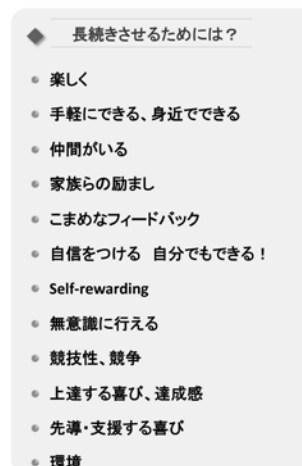 長続きさせるためには？
楽しく
手軽にできる、身近でできる
仲間がいる
家族らの励まし
こまめなフィードバック
自信をつける 自分でもできる！
Self-rewarding
無意識に行える
競技性、競争
上達する喜び、達成感
先導・支援する喜び
環境